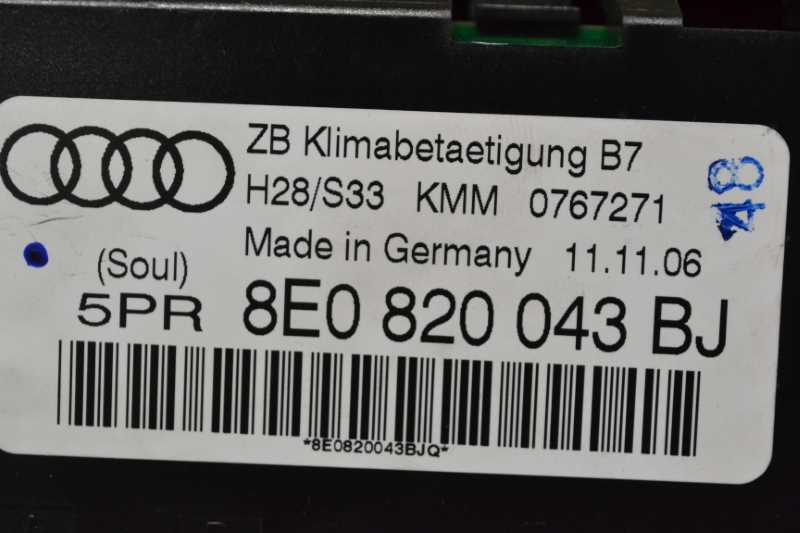 ZB Klimabetaetigung B7
H28/S33 KMM 0767271
Made in Germany 11.11.06
(Soul)
5PR 8E0 820 043 BJ
*8E0820043BJQ*